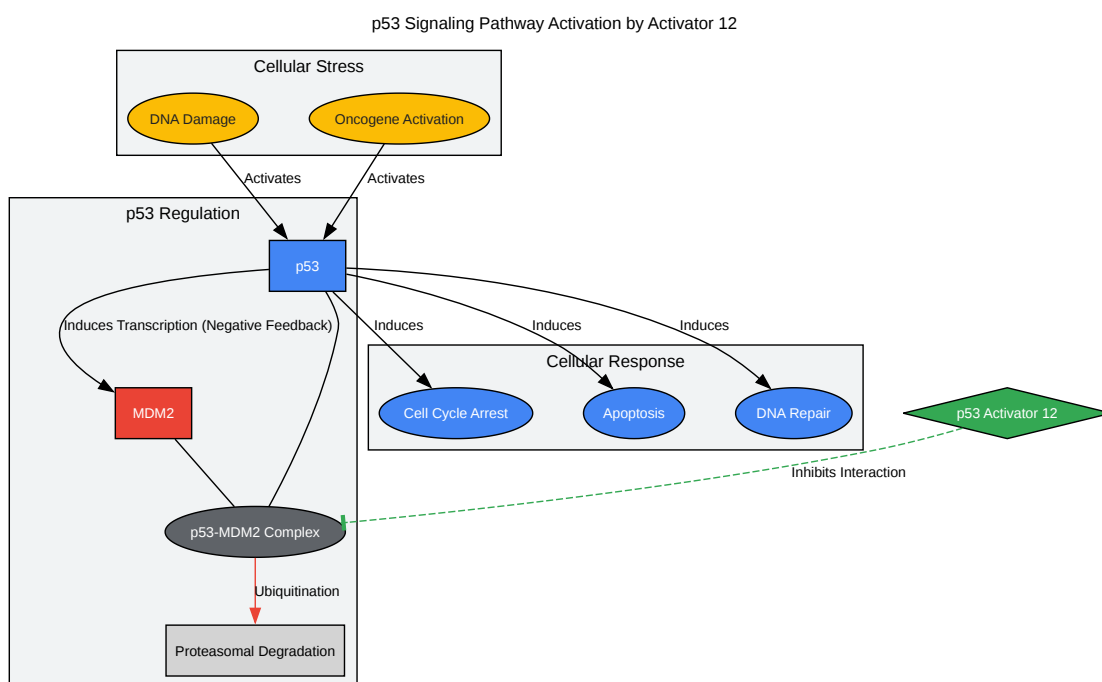 p53 Signaling Pathway Activation by Activator 12
Cellular Stress
DNA Damage
Oncogene Activation
Activates
Activates
p53 Regulation
p53
Induces Transcription (Negative Feedback)
Induces
Induces
Induces
Cellular Response
MDM2
Cell Cycle Arrest
Apoptosis
DNA Repair
p53 Activator 12
Inhibits Interaction
p53-MDM2 Complex
Ubiquitination
Proteasomal Degradation